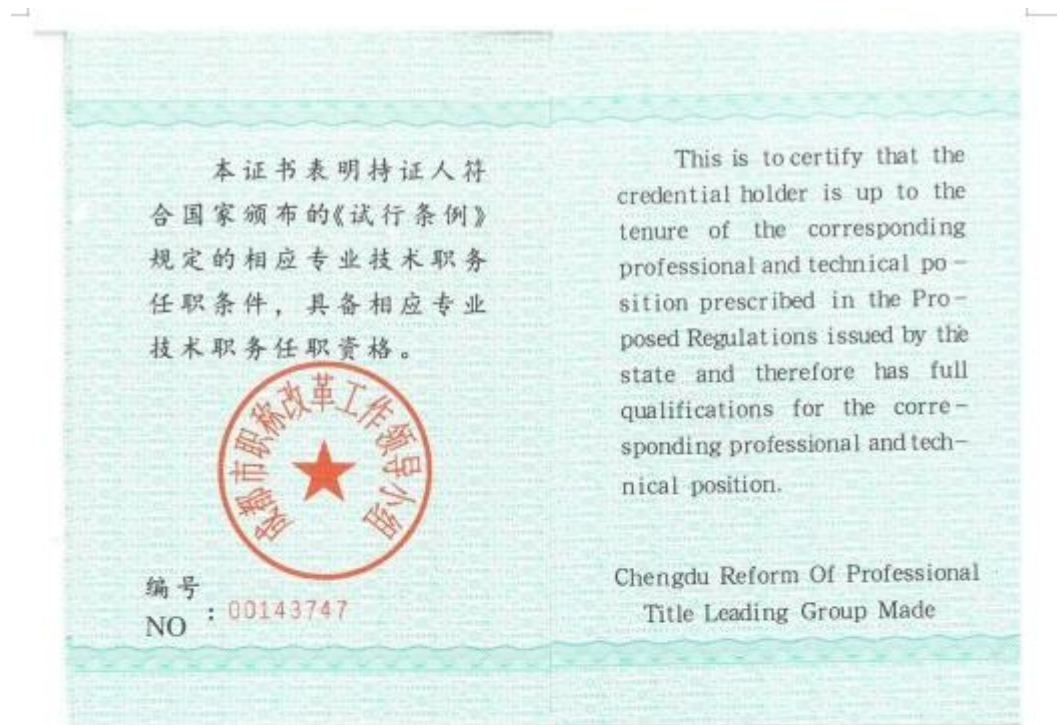 本证书表明持证人符
合国家颁布的《试行条例》
规定的相应专业技术职务
任职条件，具备相应专业
技术职务任职资格。
成都市职称改革工作领导小组
编号
NO
：00143747
This is to certify that the
credential holder is up to the
tenure of the corresponding
professional and technical po-
sition prescribed in the Pro-
posed Regulations issued by the
state and therefore has full
qualifications for the corre-
sponding professional and tech-
nical position.
Chengdu Reform Of Professional
Title Leading Group Made